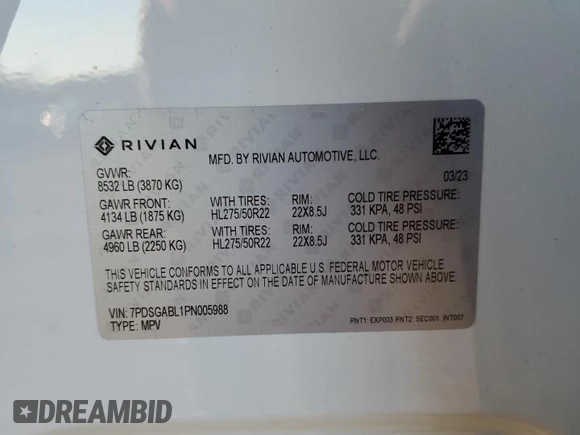 RIVIAN
MFD. BY RIVIAN AUTOMOTIVE, LLC.
GVWR: 03/23
8532 LB (3870 KG)
GAWR FRONT: WITH TIRES: RIM: COLD TIRE PRESSURE:
4134 LB (1875 KG) HL275/50R22 22X8.5J 331 KPA, 48 PSI
GAWR REAR: WITH TIRES: RIM: COLD TIRE PRESSURE:
4960 LB (2250 KG) HL275/50R22 22X8.5J 331 KPA, 48 PSI
THIS VEHICLE CONFORMS TO ALL APPLICABLE U.S. FEDERAL MOTOR VEHICLE
SAFETY STANDARDS IN EFFECT ON THE DATE OF MANUFACTURE SHOWN ABOVE.
VIN: 7PDSGABL1PN005988
TYPE: MPV
PNT1: EXP003 PNT2: SEC001 INT007
DREAMBID